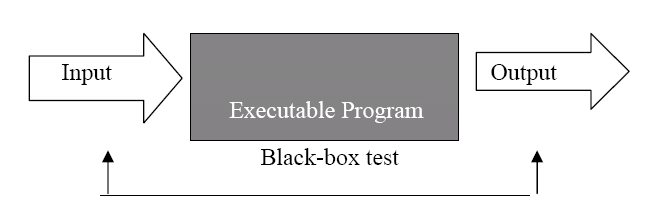 Input
Executable Program
Output
Black-box test